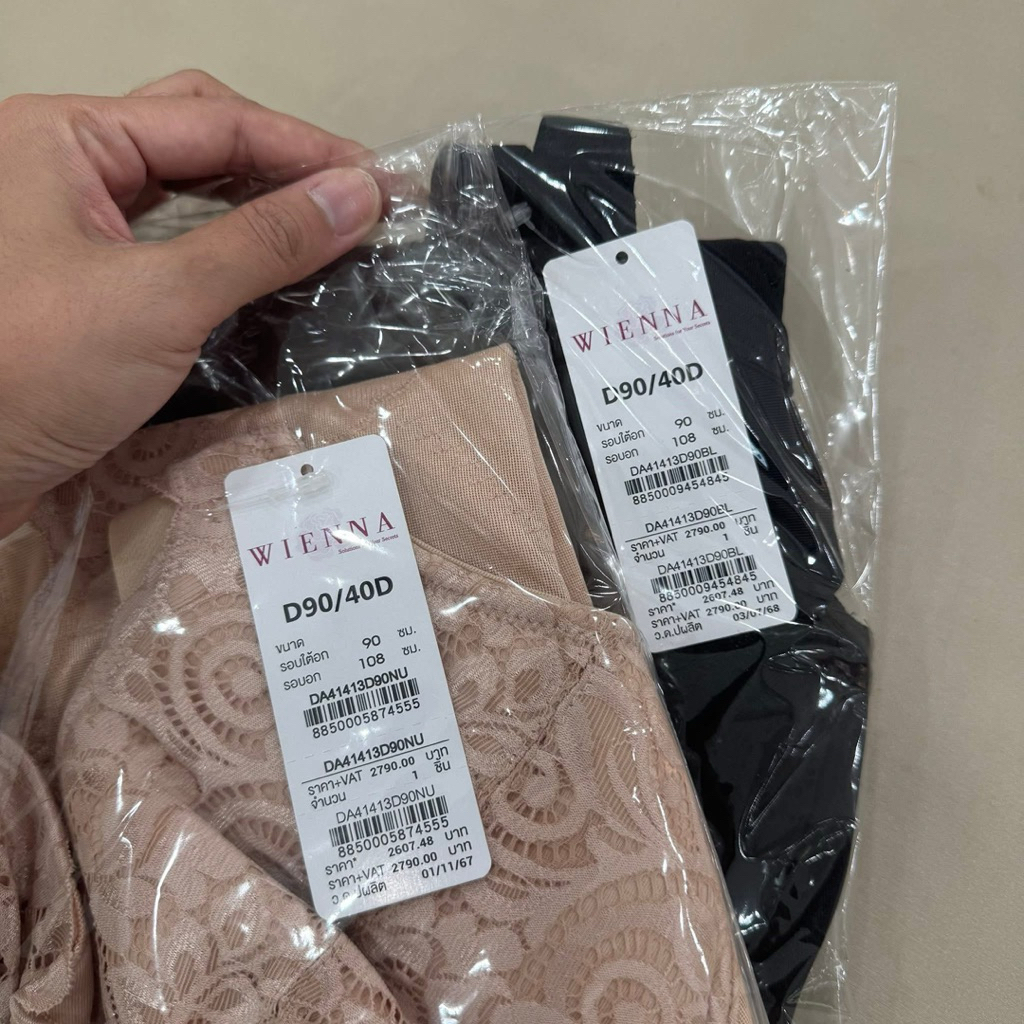 WIENNA
Solutions for Your Secrets
D90/40D
ขนาด
รอบใต้อก 90 ซม.
รอบอก 108 ซม.
DA41413D90NU
8850005874555
DA41413D90NU
ราคา+VAT 2790.00 บาท
จำนวน 1 ชิ้น
DA41413D90NU
8850005874555
ราคา* 2607.48 บาท
ราคา+VAT 2790.00 บาท
ว.ด.ปผลิต 01/11/67
WIENNA
Solutions for Your Secrets
D90/40D
ขนาด
รอบใต้อก 90 ซม.
รอบอก 108 ซม.
DA41413D90BL
8850009454845
DA41413D90BL
ราคา+VAT 2790.00 บาท
จำนวน 1 ชิ้น
DA41413D90BL
8850009454845
ราคา* 2607.48 บาท
ราคา+VAT 2790.00 บาท
ว.ด.ปผลิต 03/07/68